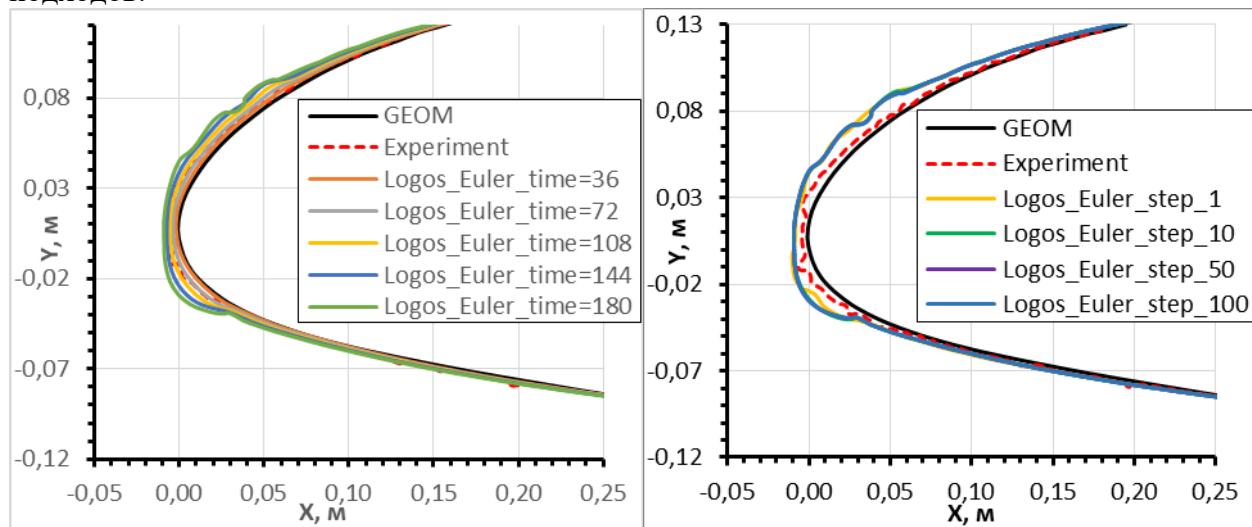 подходов.
0,08
0,03
-0,02
-0,07
-0,12
Y, м
-0,05
0,00
0,05
0,10
0,15
0,20
0,25
X, м
GEOM
Experiment
Logos_Euler_time=36
Logos_Euler_time=72
Logos_Euler_time=108
Logos_Euler_time=144
Logos_Euler_time=180
0,13
0,08
0,03
-0,02
-0,07
-0,12
Y, м
-0,05
0,00
0,05
0,10
0,15
0,20
0,25
X, м
GEOM
Experiment
Logos_Euler_step_1
Logos_Euler_step_10
Logos_Euler_step_50
Logos_Euler_step_100